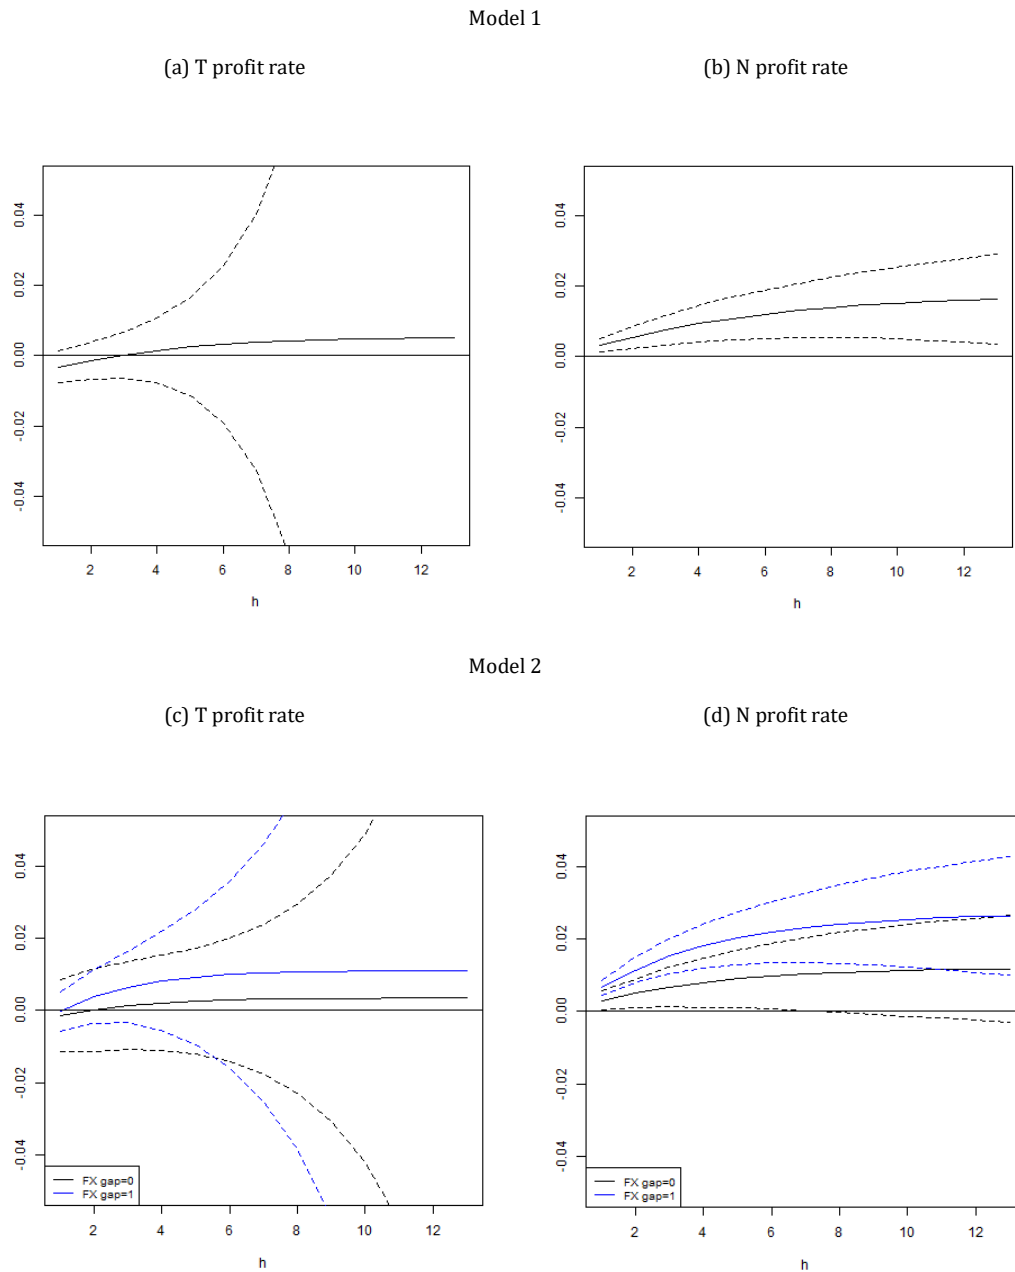 Model 1
(a) T profit rate
(b) N profit rate
0.04
0.02
0.00
-0.02
-0.04
2 4 6 8 10 12
h
0.04
0.02
0.00
-0.02
-0.04
2 4 6 8 10 12
h
Model 2
(c) T profit rate
(d) N profit rate
0.04
0.02
0.00
-0.02
-0.04
FX gap=0
FX gap=1
2 4 6 8 10 12
h
0.04
0.02
0.00
-0.02
-0.04
FX gap=0
FX gap=1
2 4 6 8 10 12
h